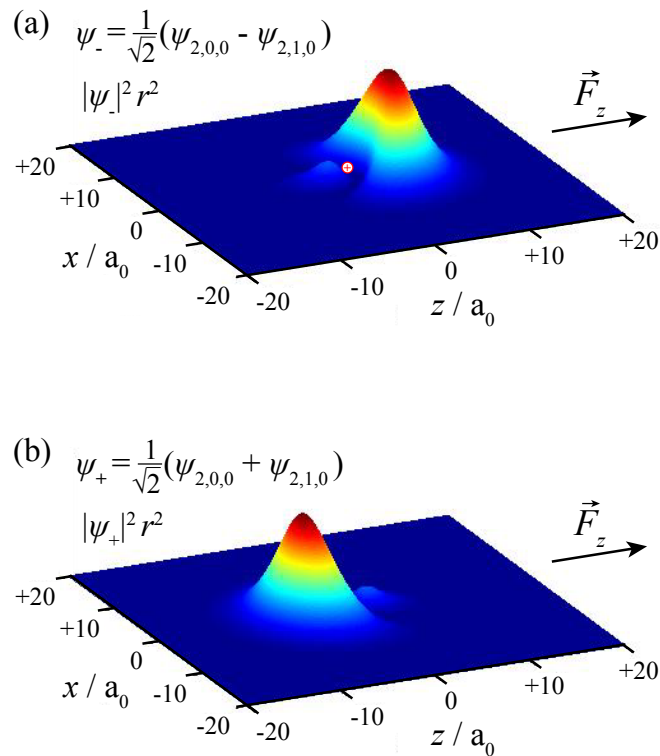 (a) ψ₋ = 1/√2 (ψ₂,₀,₀ - ψ₂,₁,₀)
|ψ₋|² r²
F⃗z
+20
+10
0
-10
-20
x / a₀
-20
-10
0
+10
+20
z / a₀
(b) ψ₊ = 1/√2 (ψ₂,₀,₀ + ψ₂,₁,₀)
|ψ₊|² r²
F⃗z
+20
+10
0
-10
-20
x / a₀
-20
-10
0
+10
+20
z / a₀